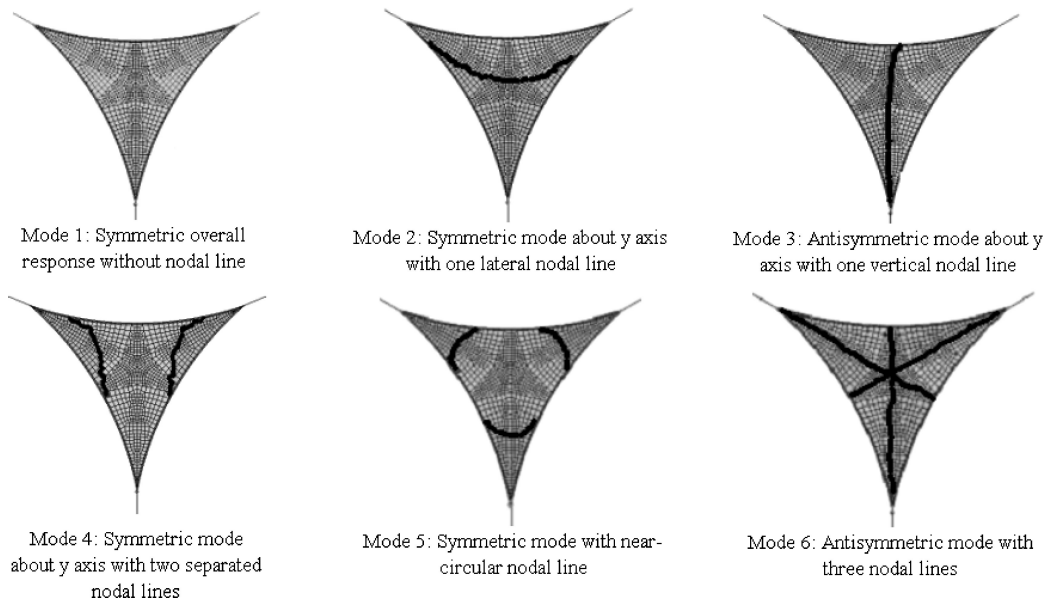 Mode 1: Symmetric overall
response without nodal line
Mode 2: Symmetric mode about y axis
with one lateral nodal line
Mode 3: Antisymmetric mode about y
axis with one vertical nodal line
Mode 4: Symmetric mode
about y axis with two separated
nodal lines
Mode 5: Symmetric mode with near-
circular nodal line
Mode 6: Antisymmetric mode with
three nodal lines